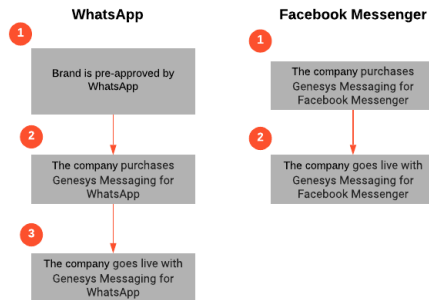 WhatsApp
1
Brand is pre-approved by
WhatsApp
2
The company purchases
Genesys Messaging for
WhatsApp
3
The company goes live with
Genesys Messaging for
WhatsApp
Facebook Messenger
1
The company purchases
Genesys Messaging for
Facebook Messenger
2
The company goes live with
Genesys Messaging for
Facebook Messenger